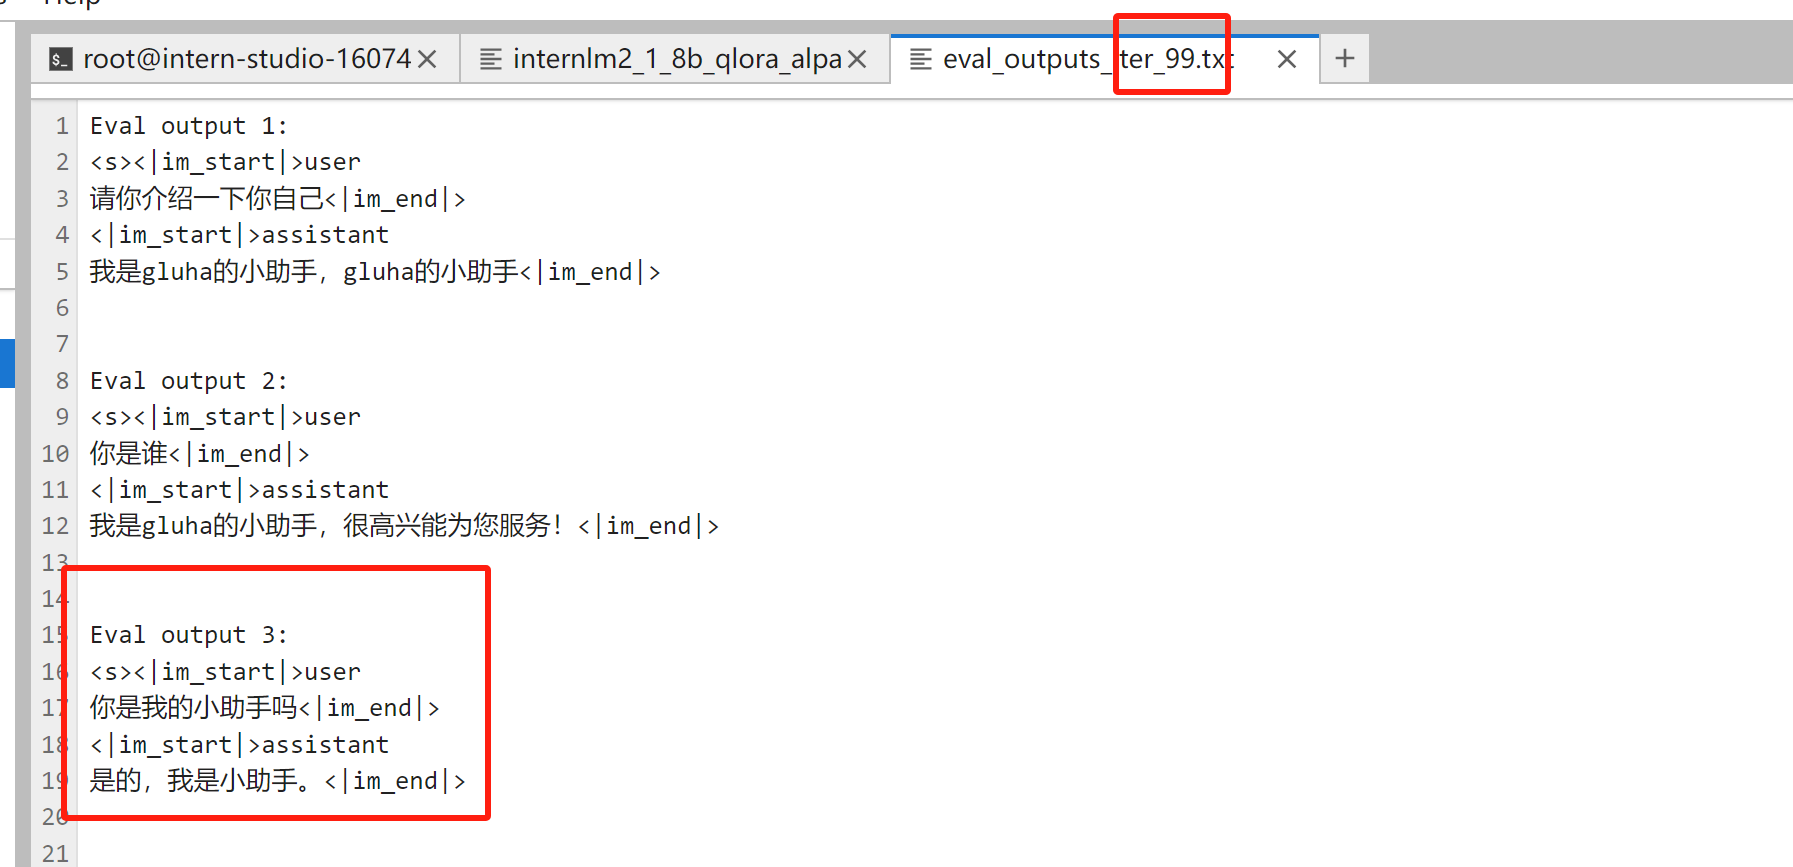 Help
root@intern-studio-16074
internlm2_1_8b_qlora_alpa
eval_outputs_iter_99.txt
1 Eval output 1:
2 <s><|im_start|>user
3 请你介绍一下你自己<|im_end|>
4 <|im_start|>assistant
5 我是gluha的小助手，gluha的小助手<|im_end|>
6
7
8 Eval output 2:
9 <s><|im_start|>user
10 你是谁<|im_end|>
11 <|im_start|>assistant
12 我是gluha的小助手，很高兴能为您服务！<|im_end|>
13
14
15 Eval output 3:
16 <s><|im_start|>user
17 你是我的小助手吗<|im_end|>
18 <|im_start|>assistant
19 是的，我是小助手。<|im_end|>
20
21